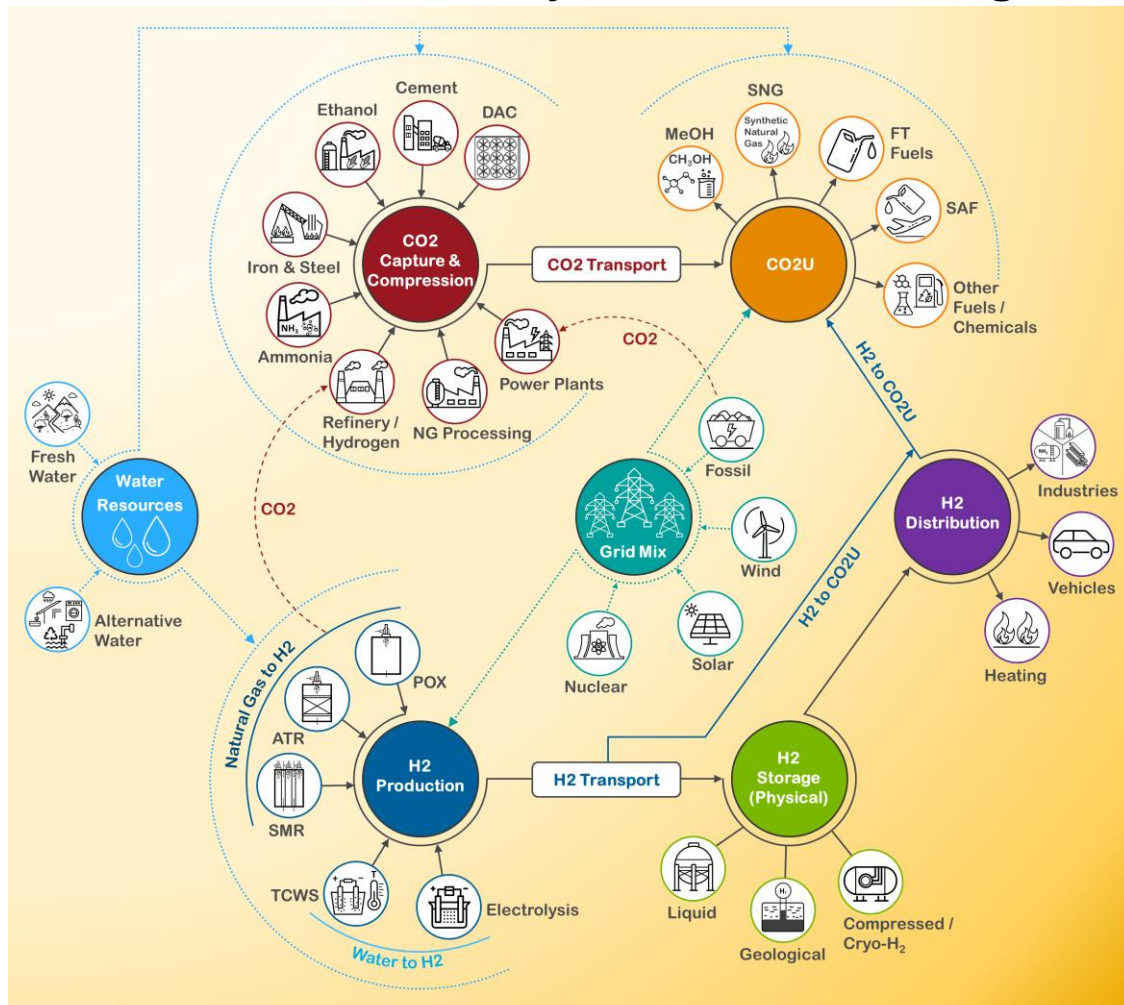 Cement
Ethanol
DAC
SNG
Synthetic
Natural
Gas
MeOH
CH₃OH
FT
Fuels
SAF
Iron & Steel
CO2
Capture &
Compression
CO2 Transport
CO2U
Other
Fuels /
Chemicals
NH₃
Ammonia
CO2
Power Plants
Refinery /
Hydrogen
NG Processing
H2 to CO2U
Fresh
Water
Fossil
Water
Resources
CO2
Grid Mix
Wind
H2
Distribution
NH₃
Industries
Vehicles
Alternative
Water
Nuclear
Solar
H2 to CO2U
Heating
Natural Gas to H2
POX
ATR
SMR
H2
Production
H2 Transport
H2
Storage
(Physical)
TCWS
T
Electrolysis
Water to H2
Liquid
H₂
Geological
Compressed /
Cryo-H₂